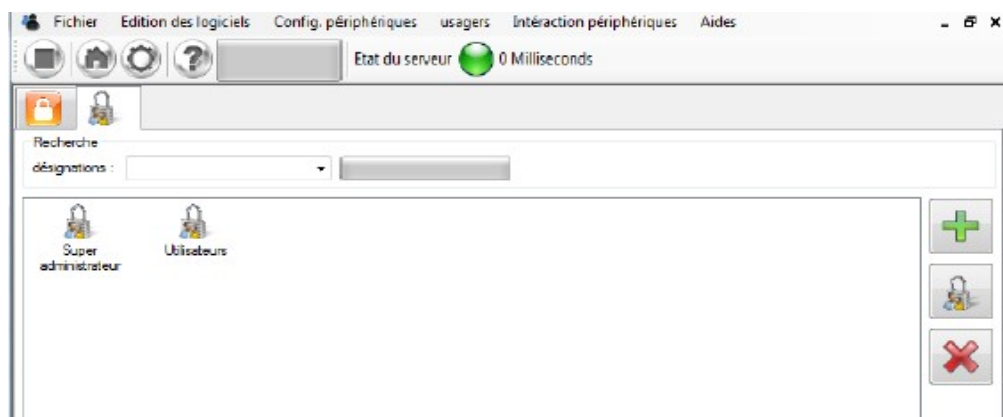 Fichier Edition des logiciels Config. périphériques usagers Intéraction périphériques Aides
Etat du serveur 0 Milliseconds
Recherche
désignations :
Super
administrateur
Utilisateurs